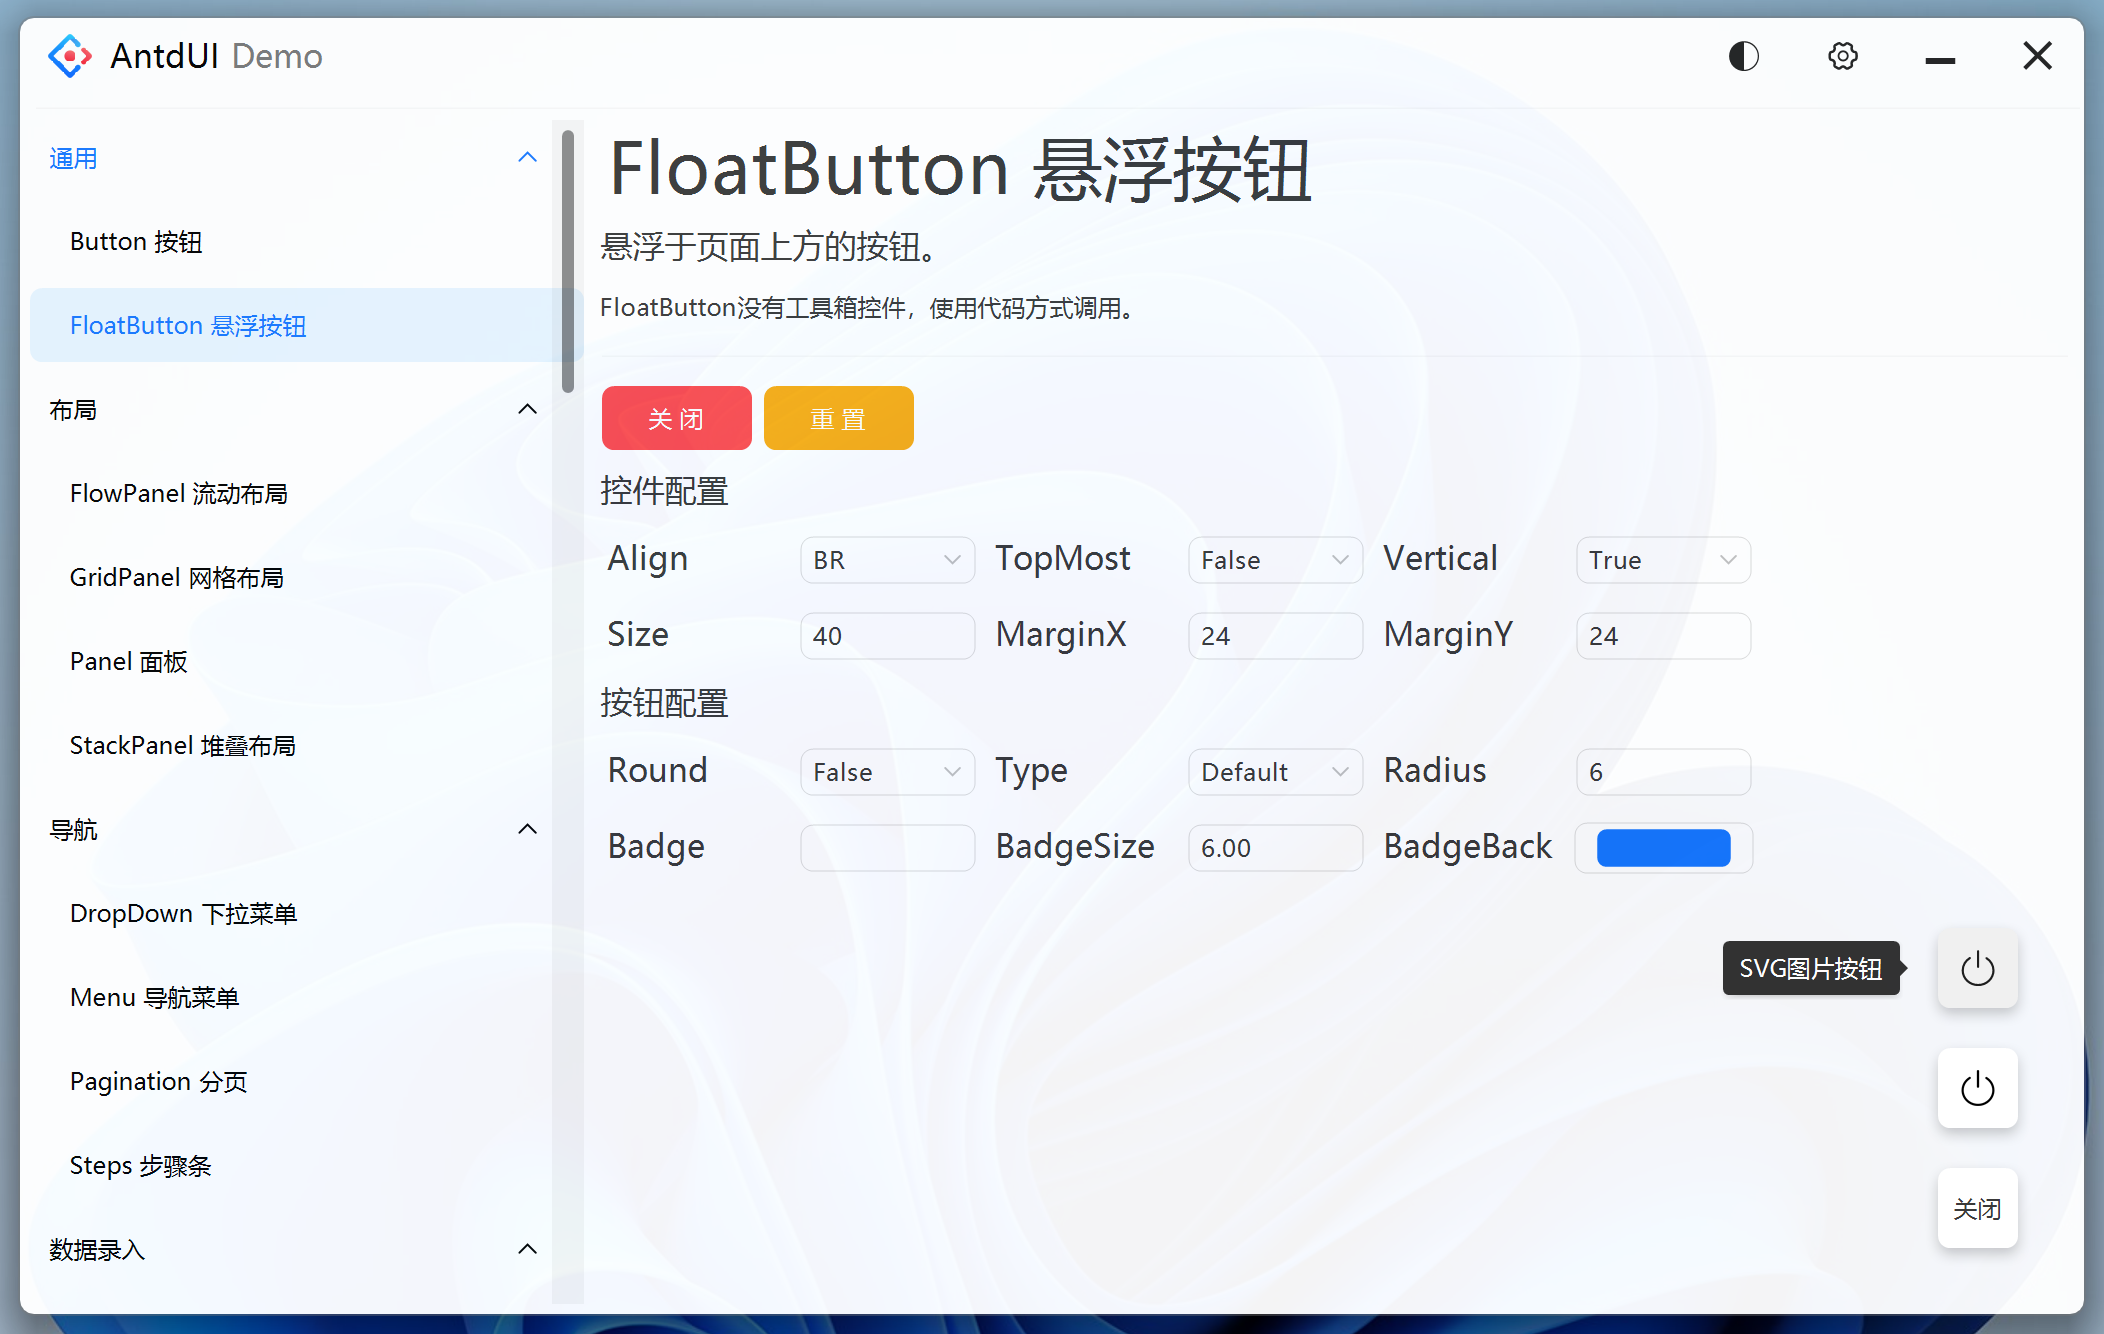 AntdUI Demo
通用
Button 按钮
FloatButton 悬浮按钮
布局
FlowPanel 流动布局
GridPanel 网格布局
Panel 面板
StackPanel 堆叠布局
导航
DropDown 下拉菜单
Menu 导航菜单
Pagination 分页
Steps 步骤条
数据录入
FloatButton 悬浮按钮
悬浮于页面上方的按钮。
FloatButton没有工具箱控件，使用代码方式调用。
关闭 重置
控件配置
Align BR TopMost False Vertical True
Size 40 MarginX 24 MarginY 24
按钮配置
Round False Type Default Radius 6
Badge BadgeSize 6.00 BadgeBack
SVG图片按钮
关闭